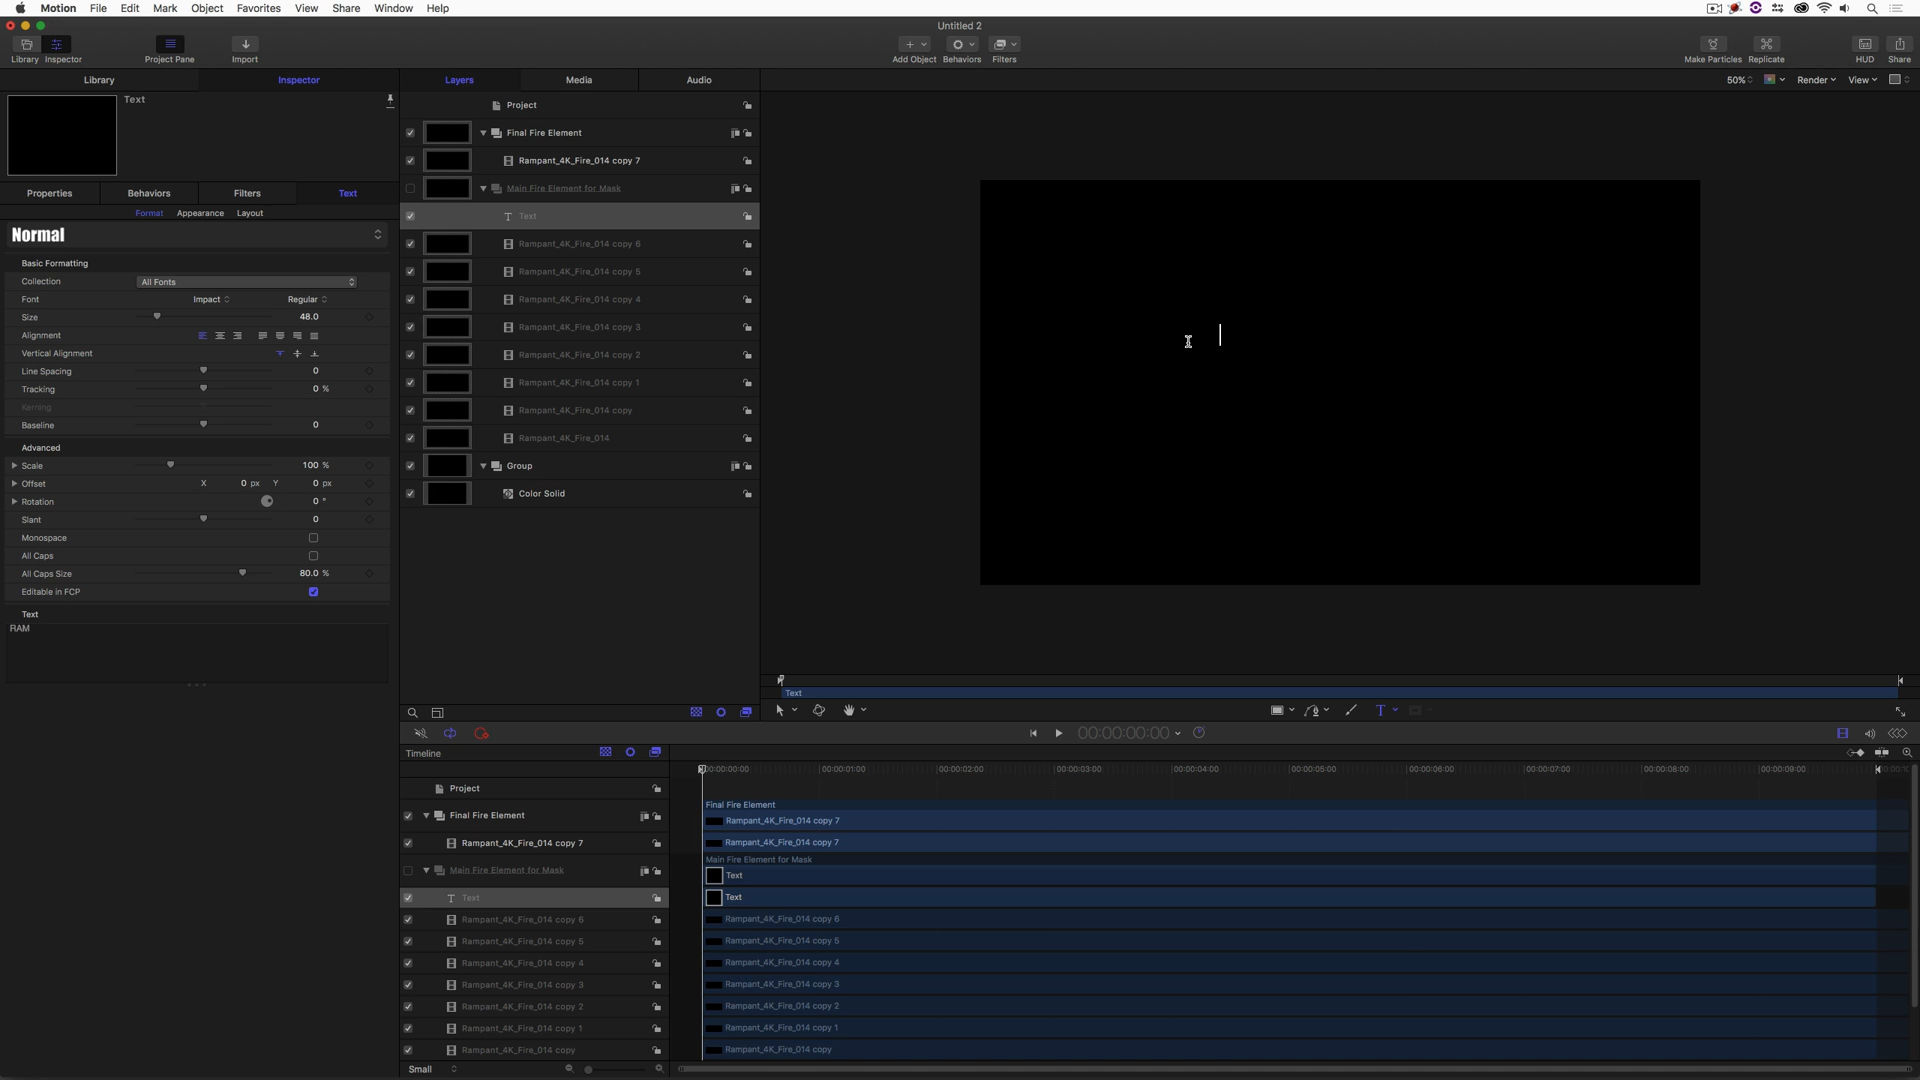 Motion File Edit Mark Object Favorites View Share Window Help
Untitled 2
Library Inspector Project Pane Import Add Object Behaviors Filters Make Particles Replicate HUD Share
Library Inspector Layers Media Audio 50% Render View
Text
Properties Behaviors Filters Text
Format Appearance Layout
Normal
Basic Formatting
Collection All Fonts
Font Impact Regular
Size 48.0
Alignment
Vertical Alignment
Line Spacing 0
Tracking 0 %
Kerning
Baseline 0
Advanced
Scale 100 %
Offset X 0 px Y 0 px
Rotation 0 °
Slant 0
Monospace
All Caps
All Caps Size 80.0 %
Editable in FCP
Text
RAM
Project
Final Fire Element
Rampant_4K_Fire_014 copy 7
Main Fire Element for Mask
Text
Rampant_4K_Fire_014 copy 6
Rampant_4K_Fire_014 copy 5
Rampant_4K_Fire_014 copy 4
Rampant_4K_Fire_014 copy 3
Rampant_4K_Fire_014 copy 2
Rampant_4K_Fire_014 copy 1
Rampant_4K_Fire_014 copy
Rampant_4K_Fire_014
Group
Color Solid
Text
00:00:00:00
Timeline
00:00:00:00 00:00:01:00 00:00:02:00 00:00:03:00 00:00:04:00 00:00:05:00 00:00:06:00 00:00:07:00 00:00:08:00 00:00:09:00
Project
Final Fire Element
Rampant_4K_Fire_014 copy 7
Main Fire Element for Mask
Text
Rampant_4K_Fire_014 copy 6
Rampant_4K_Fire_014 copy 5
Rampant_4K_Fire_014 copy 4
Rampant_4K_Fire_014 copy 3
Rampant_4K_Fire_014 copy 2
Rampant_4K_Fire_014 copy 1
Rampant_4K_Fire_014 copy
Small
Final Fire Element
Rampant_4K_Fire_014 copy 7
Rampant_4K_Fire_014 copy 7
Main Fire Element for Mask
Text
Text
Rampant_4K_Fire_014 copy 6
Rampant_4K_Fire_014 copy 5
Rampant_4K_Fire_014 copy 4
Rampant_4K_Fire_014 copy 3
Rampant_4K_Fire_014 copy 2
Rampant_4K_Fire_014 copy 1
Rampant_4K_Fire_014 copy